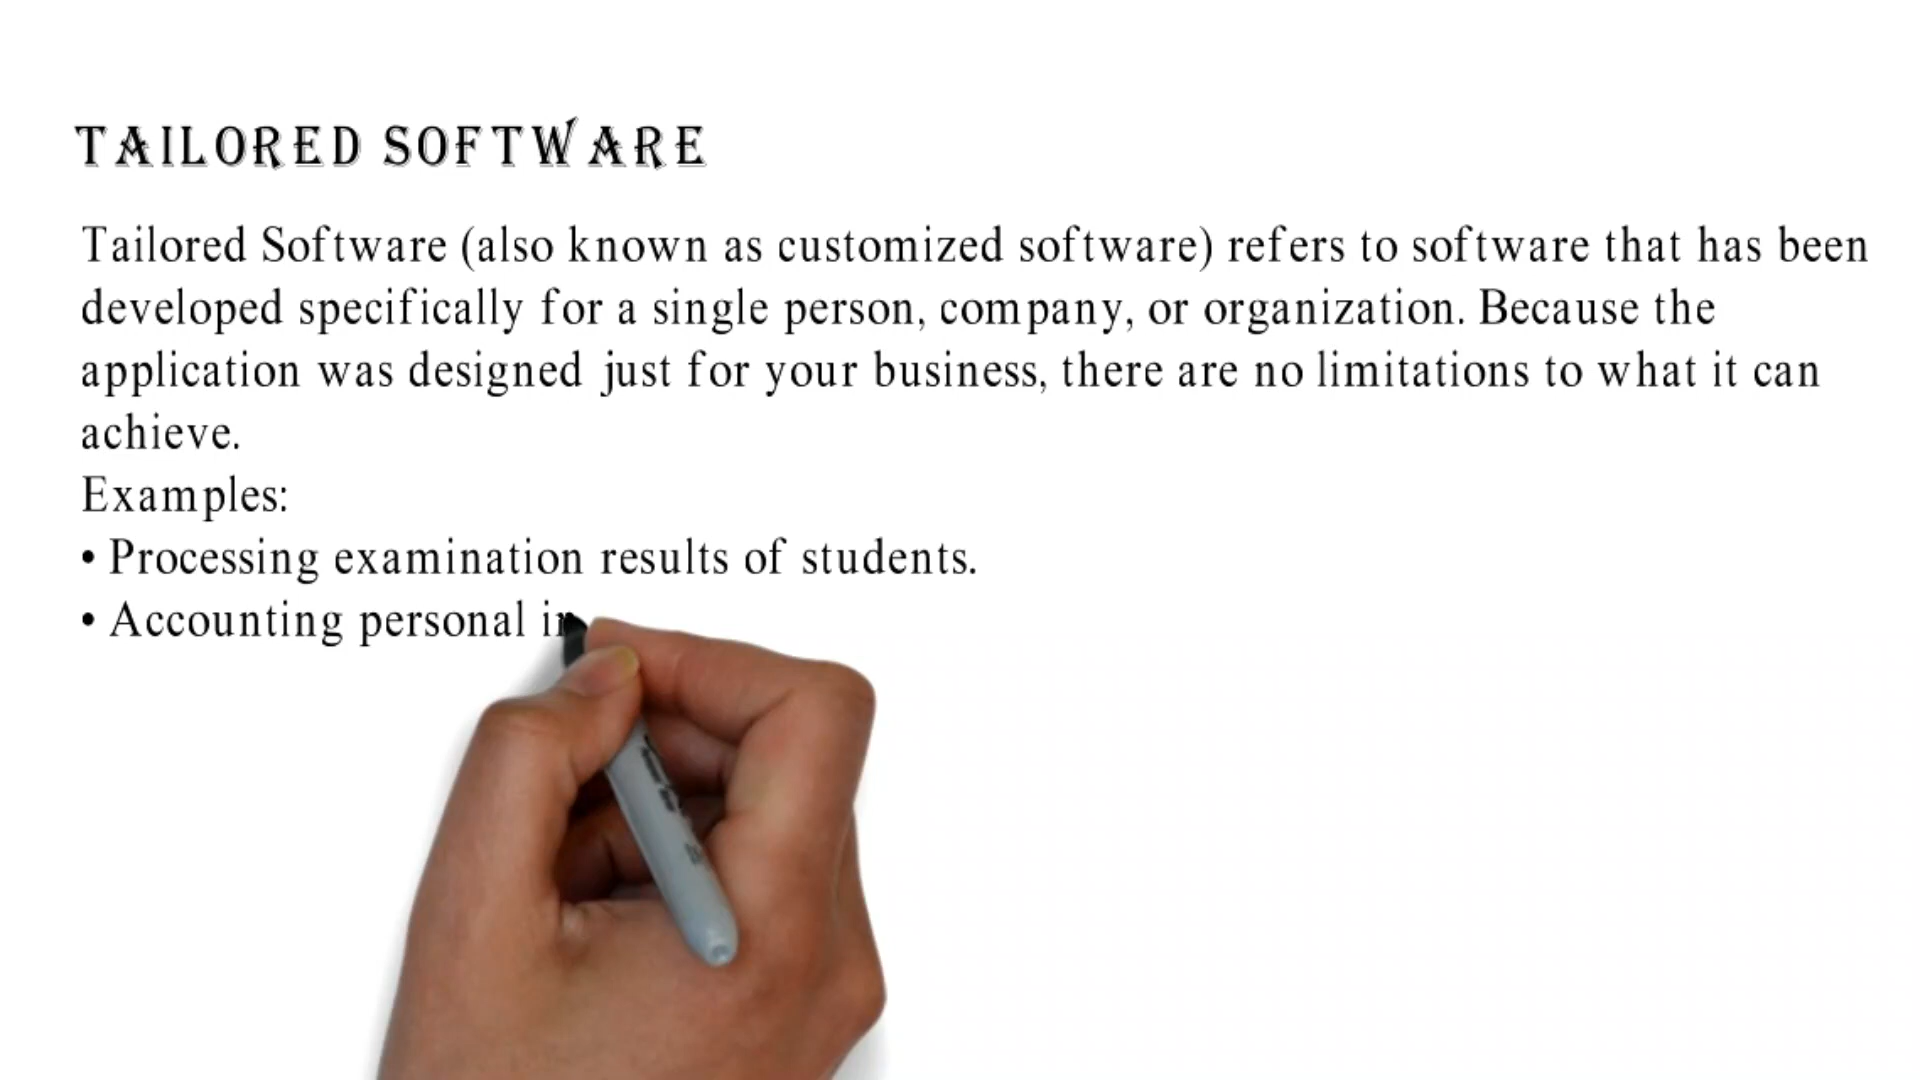 TAILORED SOFTWARE
Tailored Software (also known as customized software) refers to software that has been
developed specifically for a single person, company, or organization. Because the
application was designed just for your business, there are no limitations to what it can
achieve.
Examples:
• Processing examination results of students.
• Accounting personal